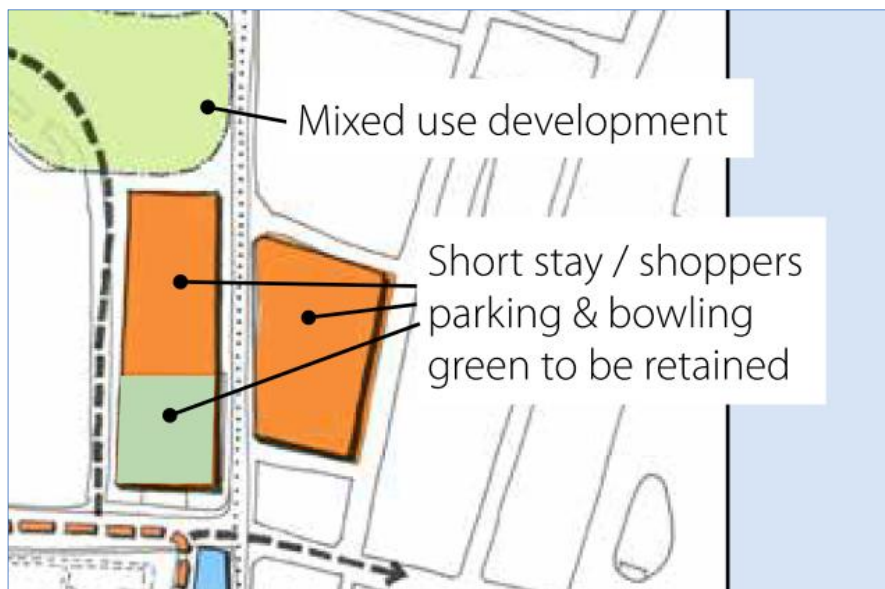 Mixed use development
Short stay / shoppers
parking & bowling
green to be retained